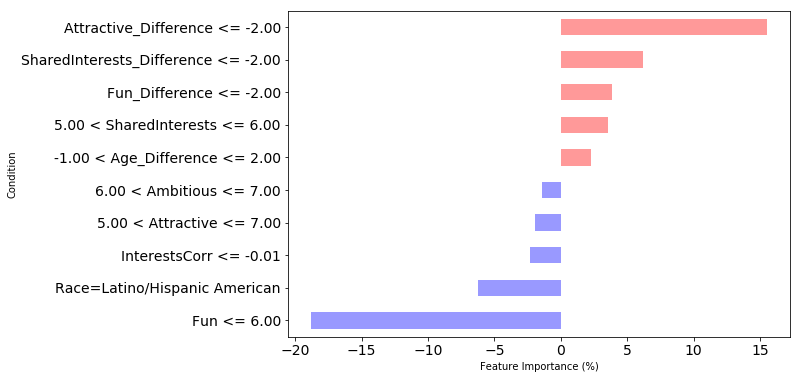 Attractive_Difference <= -2.00
SharedInterests_Difference <= -2.00
Fun_Difference <= -2.00
5.00 < SharedInterests <= 6.00
-1.00 < Age_Difference <= 2.00
6.00 < Ambitious <= 7.00
5.00 < Attractive <= 7.00
InterestsCorr <= -0.01
Race=Latino/Hispanic American
Fun <= 6.00
Condition
−20 −15 −10 −5 0 5 10 15
Feature Importance (%)